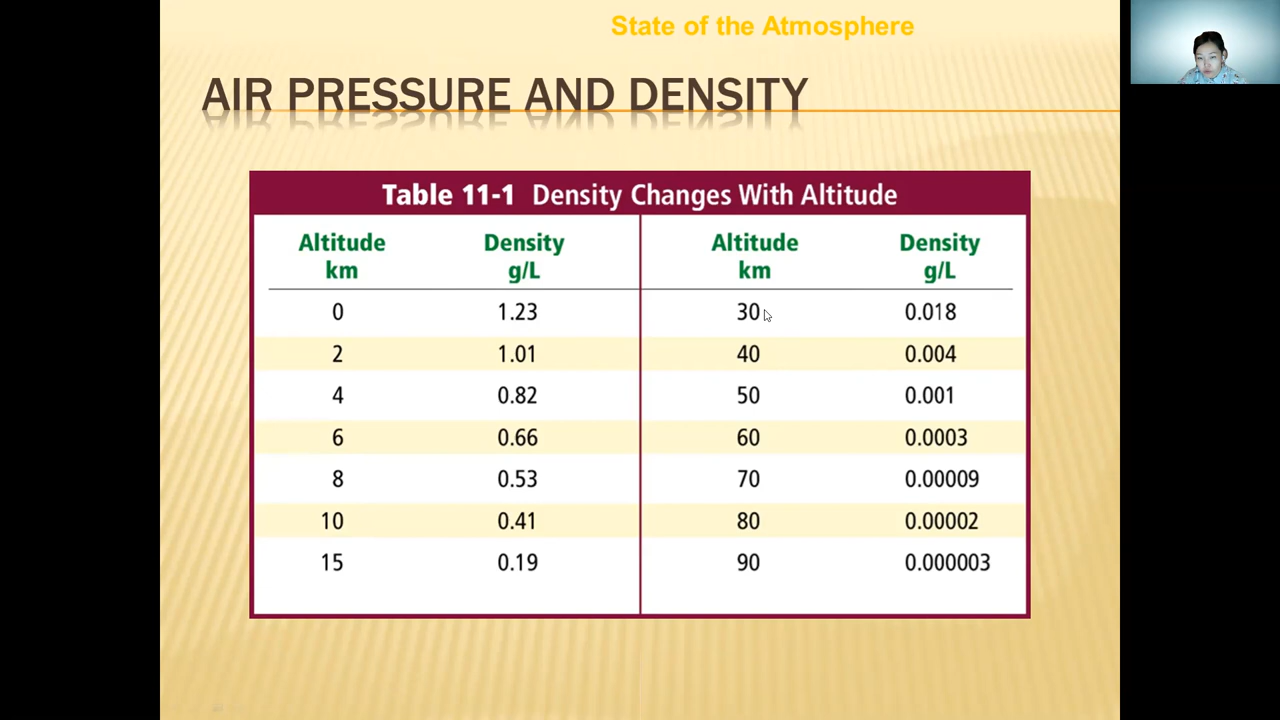 State of the Atmosphere
AIR PRESSURE AND DENSITY
Table 11-1 Density Changes With Altitude
Altitude km Density g/L Altitude km Density g/L
0 1.23 30 0.018
2 1.01 40 0.004
4 0.82 50 0.001
6 0.66 60 0.0003
8 0.53 70 0.00009
10 0.41 80 0.00002
15 0.19 90 0.000003